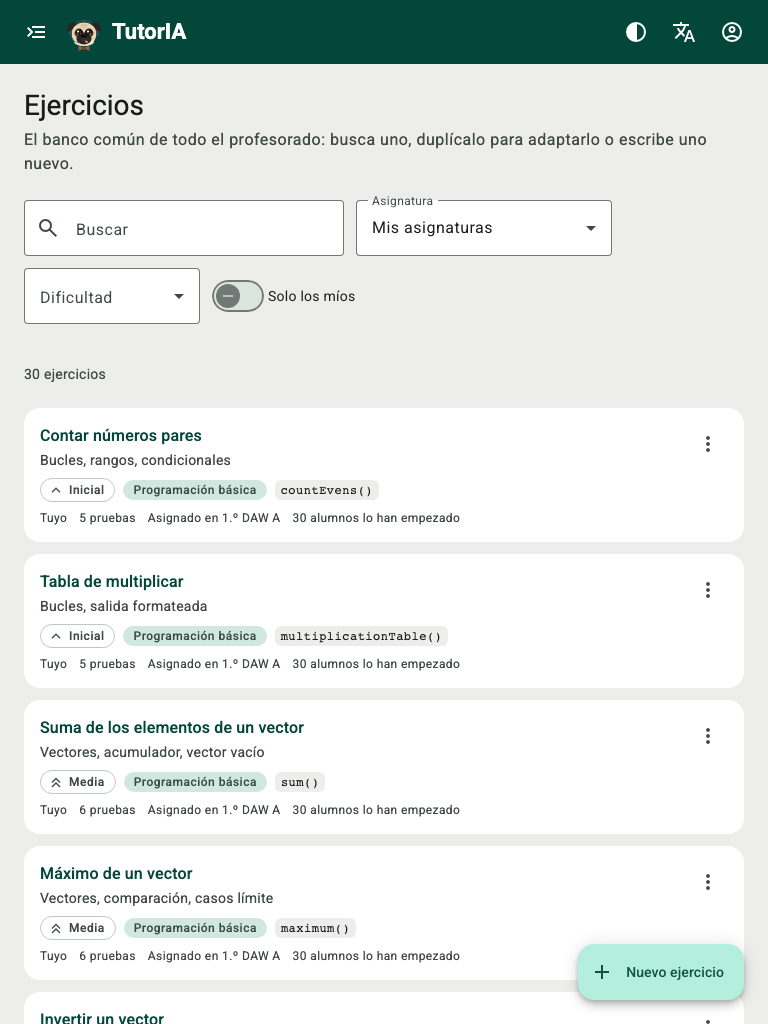 TutorIA
Ejercicios
El banco común de todo el profesorado: busca uno, duplícalo para adaptarlo o escribe uno
nuevo.
Buscar
Asignatura
Mis asignaturas
Dificultad
Solo los míos
30 ejercicios
Contar números pares
Bucles, rangos, condicionales
Inicial Programación básica countEvens()
Tuyo 5 pruebas Asignado en 1.º DAW A 30 alumnos lo han empezado
Tabla de multiplicar
Bucles, salida formateada
Inicial Programación básica multiplicationTable()
Tuyo 5 pruebas Asignado en 1.º DAW A 30 alumnos lo han empezado
Suma de los elementos de un vector
Vectores, acumulador, vector vacío
Media Programación básica sum()
Tuyo 6 pruebas Asignado en 1.º DAW A 30 alumnos lo han empezado
Máximo de un vector
Vectores, comparación, casos límite
Media Programación básica maximum()
Tuyo 6 pruebas Asignado en 1.º DAW A 30 alumnos lo han empezado
Nuevo ejercicio
Invertir un vector